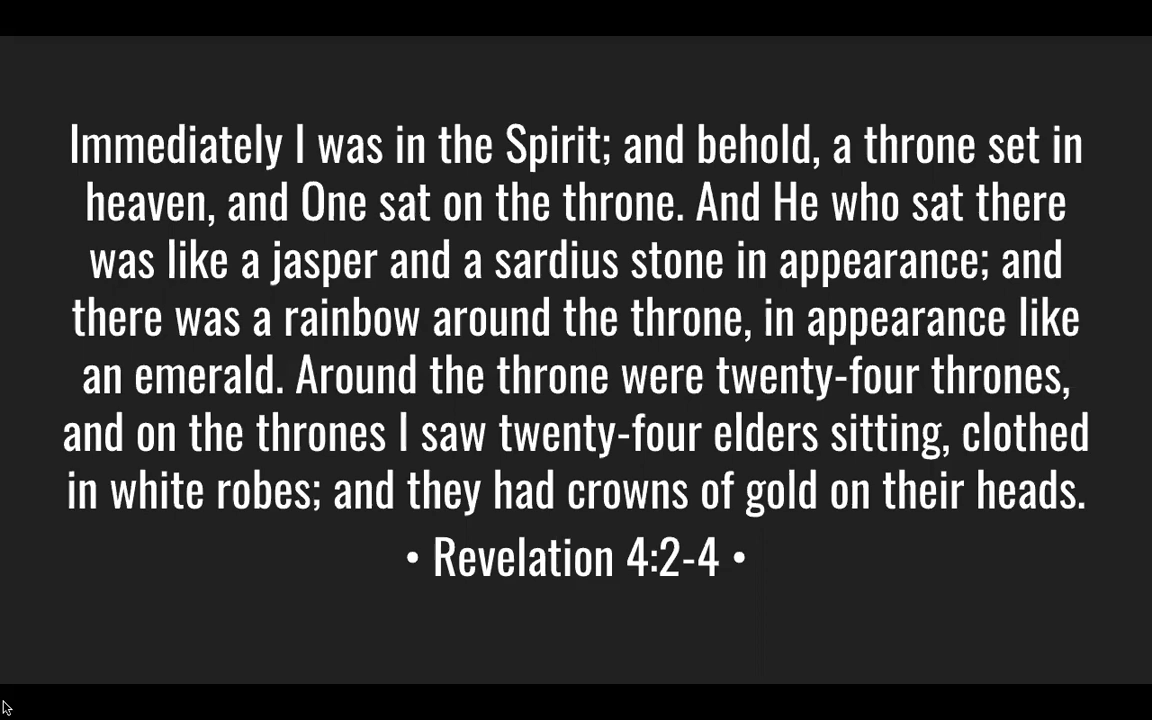 Immediately I was in the Spirit; and behold, a throne set in
heaven, and One sat on the throne. And He who sat there
was like a jasper and a sardius stone in appearance; and
there was a rainbow around the throne, in appearance like
an emerald. Around the throne were twenty-four thrones,
and on the thrones I saw twenty-four elders sitting, clothed
in white robes; and they had crowns of gold on their heads.
• Revelation 4:2-4 •